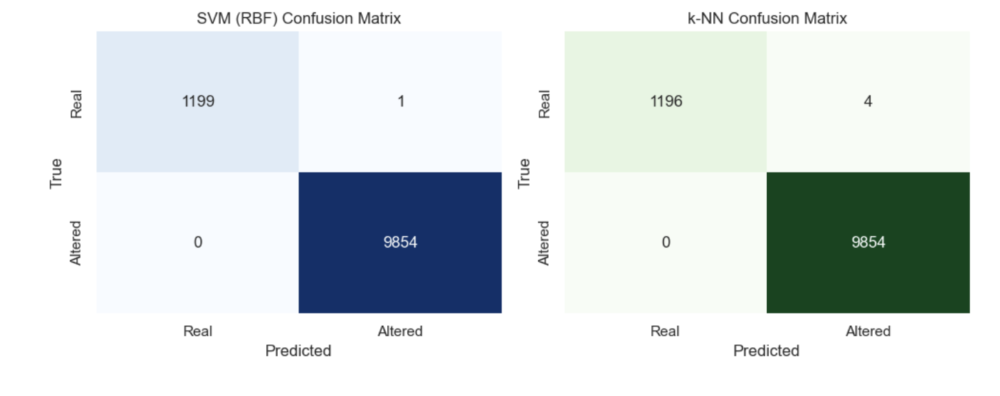 SVM (RBF) Confusion Matrix
True
Real
1199
1
Altered
0
9854
Real
Altered
Predicted
k-NN Confusion Matrix
True
Real
1196
4
Altered
0
9854
Real
Altered
Predicted